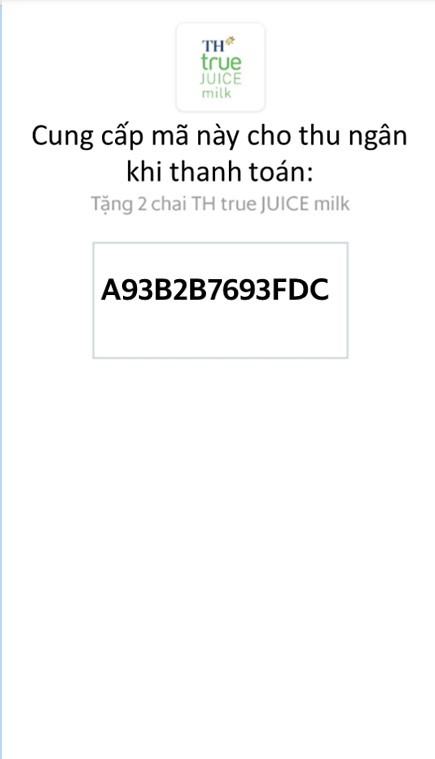 TH
true
JUICE
milk
Cung cấp mã này cho thu ngân
khi thanh toán:
Tặng 2 chai TH true JUICE milk
A93B2B7693FDC